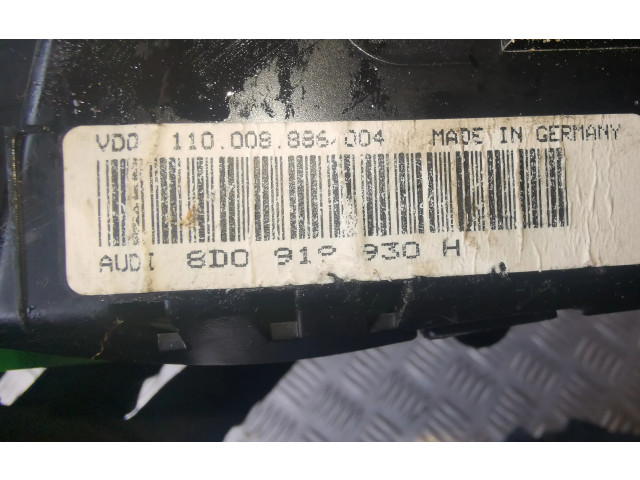 VDO 110.008.886/004 MADE IN GERMANY
AUDI 8D0 919 930 H